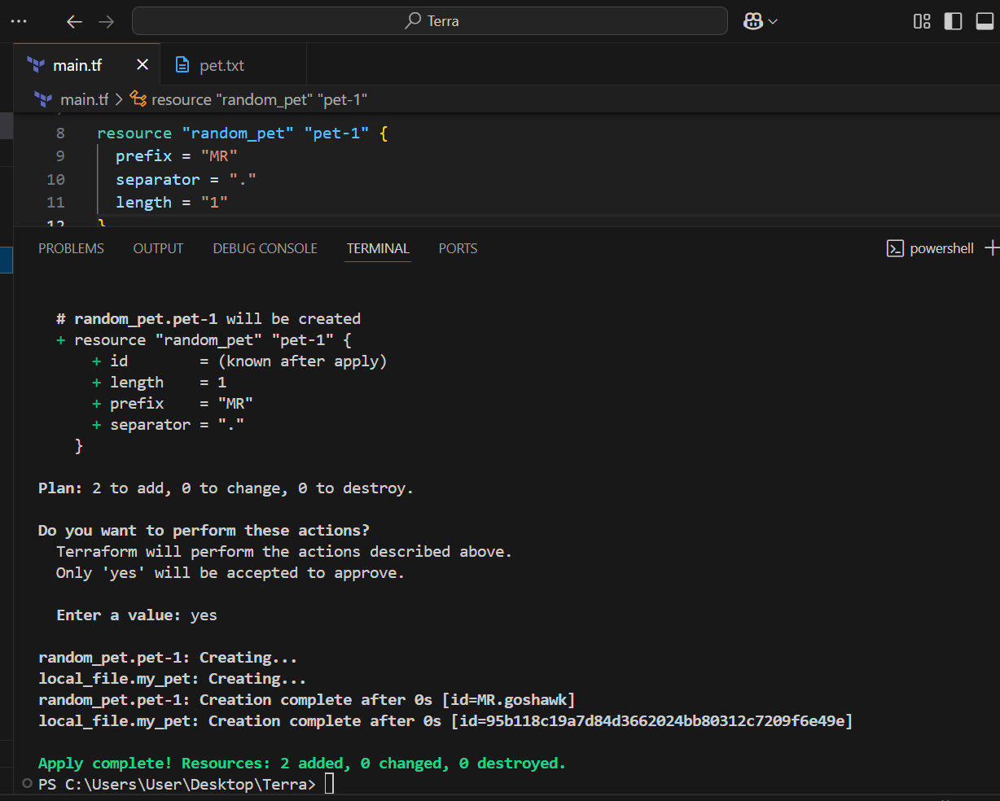 Terra
main.tf
pet.txt
main.tf > resource "random_pet" "pet-1"
8 resource "random_pet" "pet-1" {
9 prefix = "MR"
10 separator = "."
11 length = "1"
12 }
PROBLEMS OUTPUT DEBUG CONSOLE TERMINAL PORTS
powershell
# random_pet.pet-1 will be created
+ resource "random_pet" "pet-1" {
+ id = (known after apply)
+ length = 1
+ prefix = "MR"
+ separator = "."
}
Plan: 2 to add, 0 to change, 0 to destroy.
Do you want to perform these actions?
Terraform will perform the actions described above.
Only 'yes' will be accepted to approve.
Enter a value: yes
random_pet.pet-1: Creating...
local_file.my_pet: Creating...
random_pet.pet-1: Creation complete after 0s [id=MR.goshawk]
local_file.my_pet: Creation complete after 0s [id=95b118c19a7d84d3662024bb80312c7209f6e49e]
Apply complete! Resources: 2 added, 0 changed, 0 destroyed.
PS C:\Users\User\Desktop\Terra>